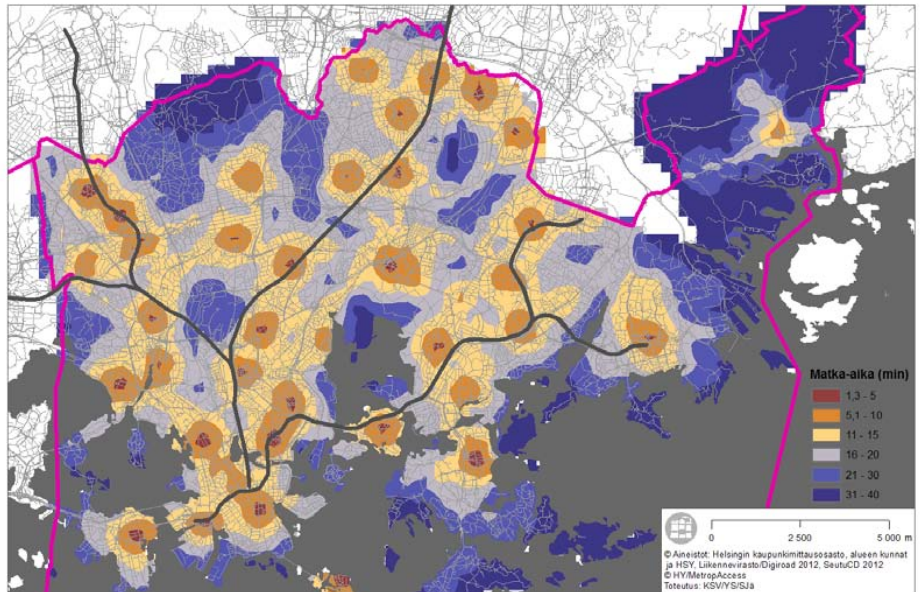 Matka-aika (min)
1,3 - 5
5,1 - 10
11 - 15
16 - 20
21 - 30
31 - 40
0 2 500 5 000 m
© Aineistot: Helsingin kaupunkimittausosasto, alueen kunnat
ja HSY, Liikennevirasto/Digiroad 2012, SeutuCD 2012
© HY/MetropAccess
Toteutus: KSV/YS/SJa